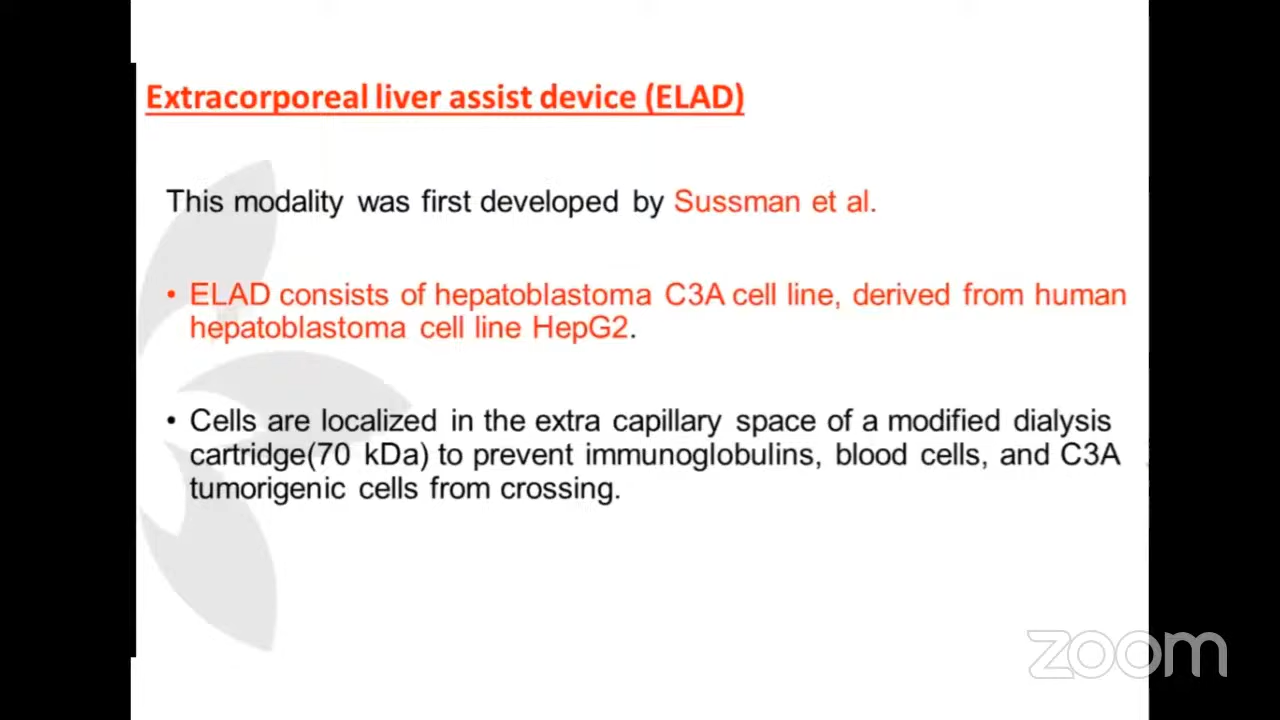 Extracorporeal liver assist device (ELAD)
This modality was first developed by Sussman et al.
• ELAD consists of hepatoblastoma C3A cell line, derived from human
hepatoblastoma cell line HepG2.
• Cells are localized in the extra capillary space of a modified dialysis
cartridge(70 kDa) to prevent immunoglobulins, blood cells, and C3A
tumorigenic cells from crossing.
zoom